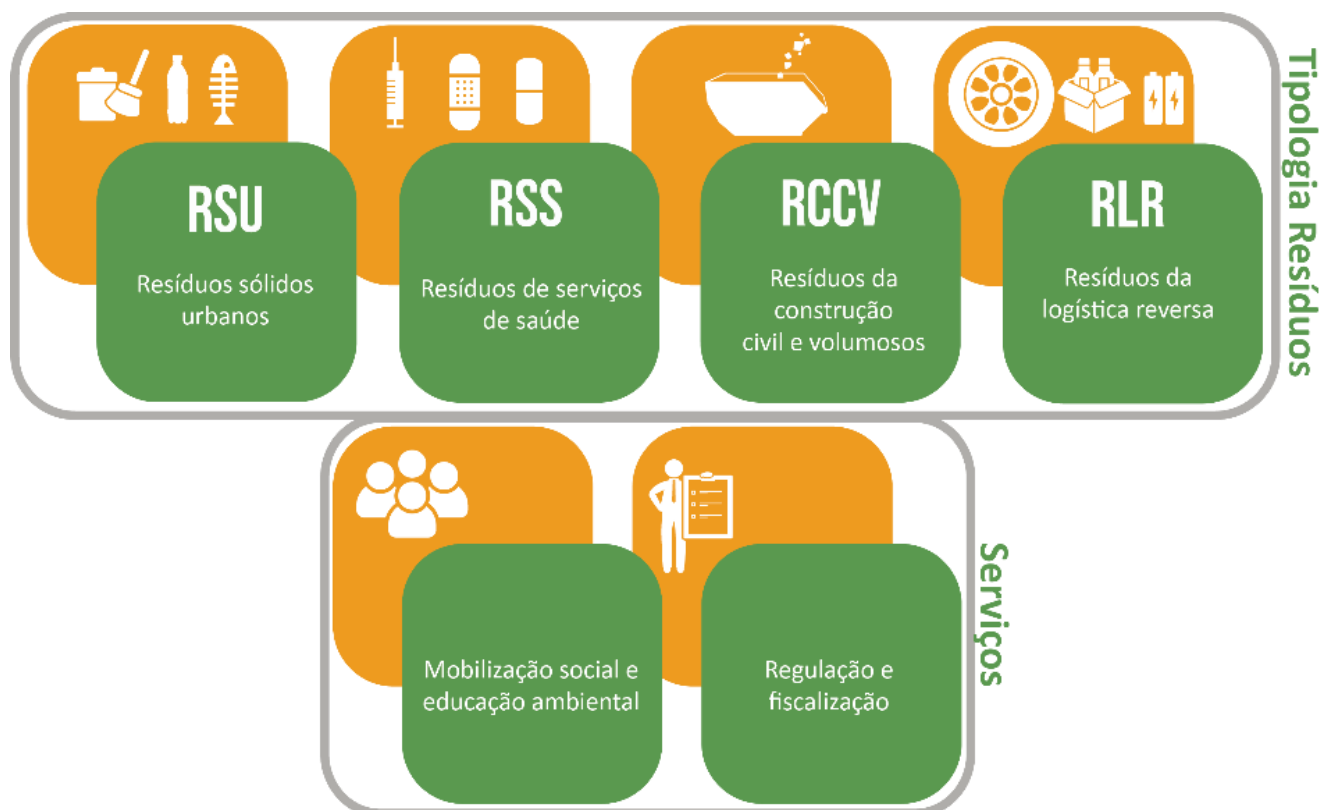 RSU
Resíduos sólidos
urbanos
RSS
Resíduos de serviços
de saúde
RCCV
Resíduos da
construção
civil e volumosos
RLR
Resíduos da
logística reversa
Tipologia Resíduos
Mobilização social e
educação ambiental
Regulação e
fiscalização
Serviços